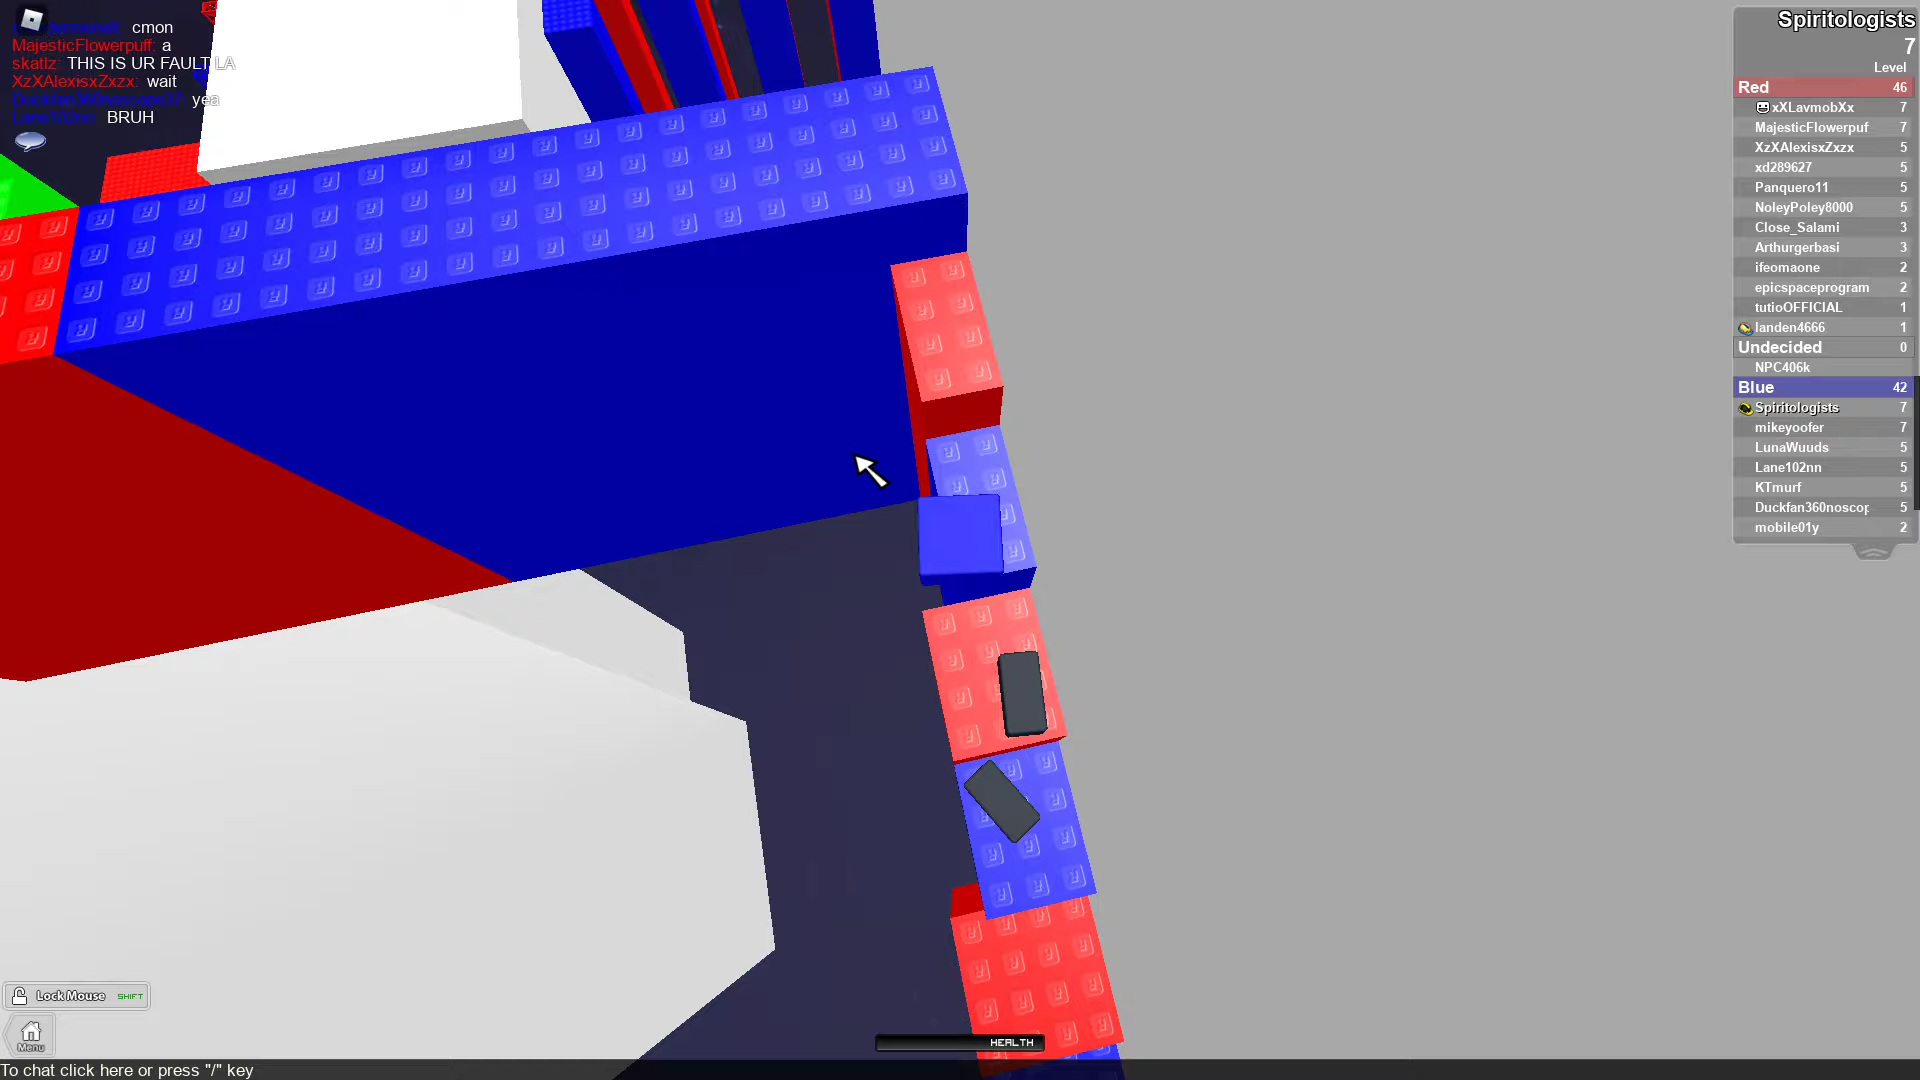 cmon
MajesticFlowerpuff: a
skatlz: THIS IS UR FAULT LA
XzXAlexisxZxzx: wait
Duckfan360noscope37: yea
Lane102nn: BRUH
Spiritologists
7
Level
Red 46
xXLavmobXx 7
MajesticFlowerpuf 7
XzXAlexisxZxzx 5
xd289627 5
Panquero11 5
NoleyPoley8000 5
Close_Salami 3
Arthurgerbasi 3
ifeomaone 2
epicspaceprogram 2
tutioOFFICIAL 1
landen4666 1
Undecided 0
NPC406k
Blue 42
Spiritologists 7
mikeyoofer 7
LunaWuuds 5
Lane102nn 5
KTmurf 5
Duckfan360noscop 5
mobile01y 2
Lock Mouse SHIFT
Menu
HEALTH
To chat click here or press "/" key